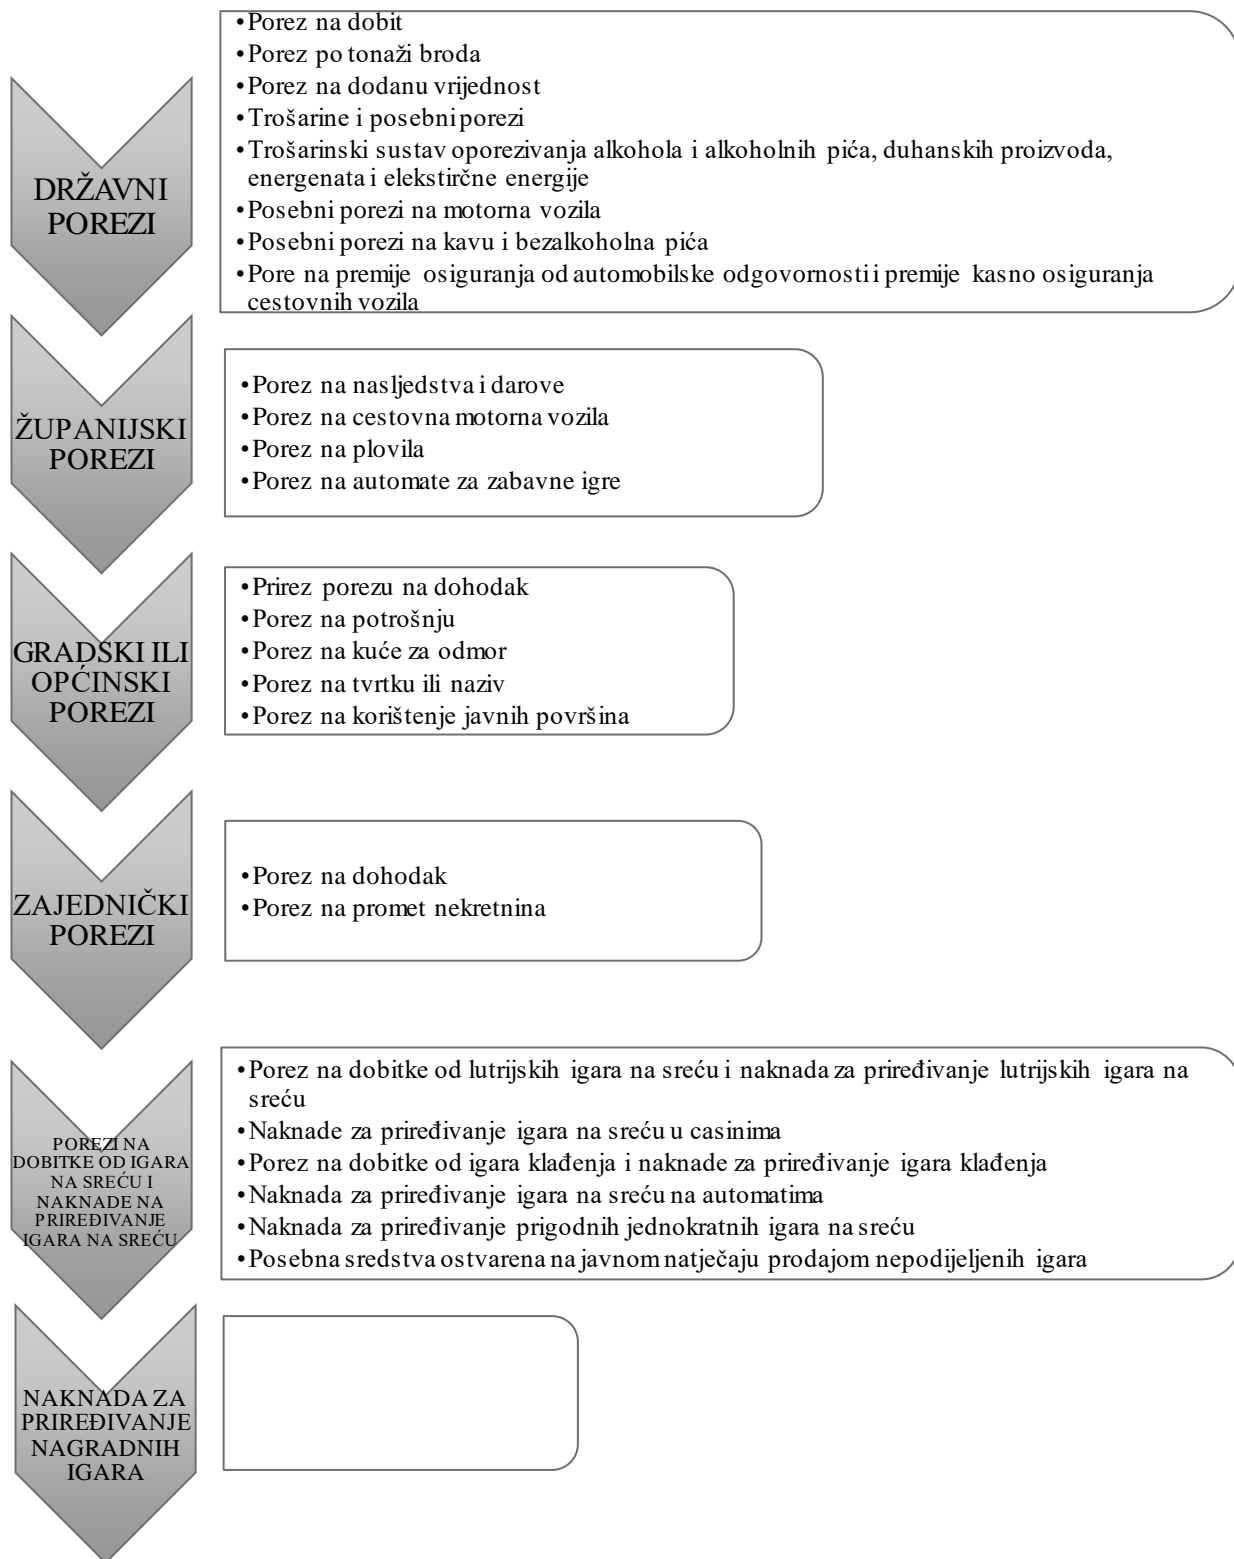 DRŽAVNI
POREZI
•Porez na dobit
•Porez po tonaži broda
•Porez na dodanu vrijednost
•Trošarine i posebni porezi
•Trošarinski sustav oporezivanja alkohola i alkoholnih pića, duhanskih proizvoda,
energenata i elekstirčne energije
•Posebni porezi na motorna vozila
•Posebni porezi na kavu i bezalkoholna pića
•Pore na premije osiguranja od automobilske odgovornosti i premije kasno osiguranja
cestovnih vozila
ŽUPANIJSKI
POREZI
•Porez na nasljedstva i darove
•Porez na cestovna motorna vozila
•Porez na plovila
•Porez na automate za zabavne igre
GRADSKI ILI
OPĆINSKI
POREZI
•Prirez porezu na dohodak
•Porez na potrošnju
•Porez na kuće za odmor
•Porez na tvrtku ili naziv
•Porez na korištenje javnih površina
ZAJEDNIČKI
POREZI
•Porez na dohodak
•Porez na promet nekretnina
POREZI NA
DOBITKE OD IGARA
NA SREĆU I
NAKNADE NA
PRIREĐIVANJE
IGARA NA SREĆU
•Porez na dobitke od lutrijskih igara na sreću i naknada za priređivanje lutrijskih igara na
sreću
•Naknade za priređivanje igara na sreću u casinima
•Porez na dobitke od igara klađenja i naknade za priređivanje igara klađenja
•Naknada za priređivanje igara na sreću na automatima
•Naknada za priređivanje prigodnih jednokratnih igara na sreću
•Posebna sredstva ostvarena na javnom natječaju prodajom nepodijeljenih igara
NAKNADA ZA
PRIREĐIVANJE
NAGRADNIH
IGARA